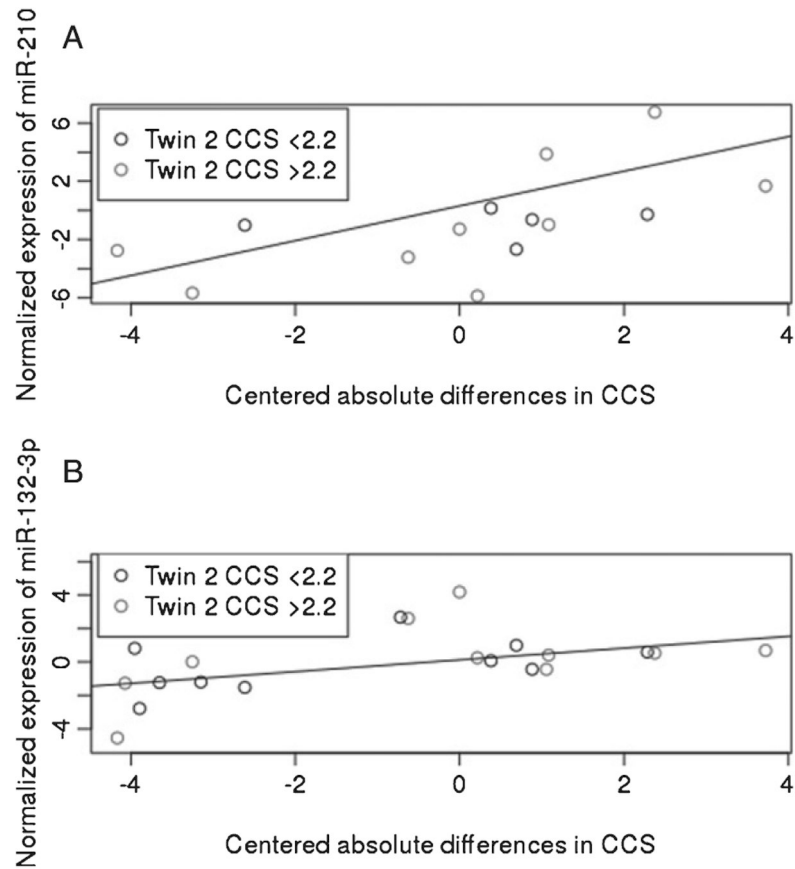 A
Normalized expression of miR-210
Twin 2 CCS <2.2
Twin 2 CCS >2.2
6
2
-2
-6
-4
-2
0
2
4
Centered absolute differences in CCS
B
Normalized expression of miR-132-3p
Twin 2 CCS <2.2
Twin 2 CCS >2.2
4
0
-4
-4
-2
0
2
4
Centered absolute differences in CCS